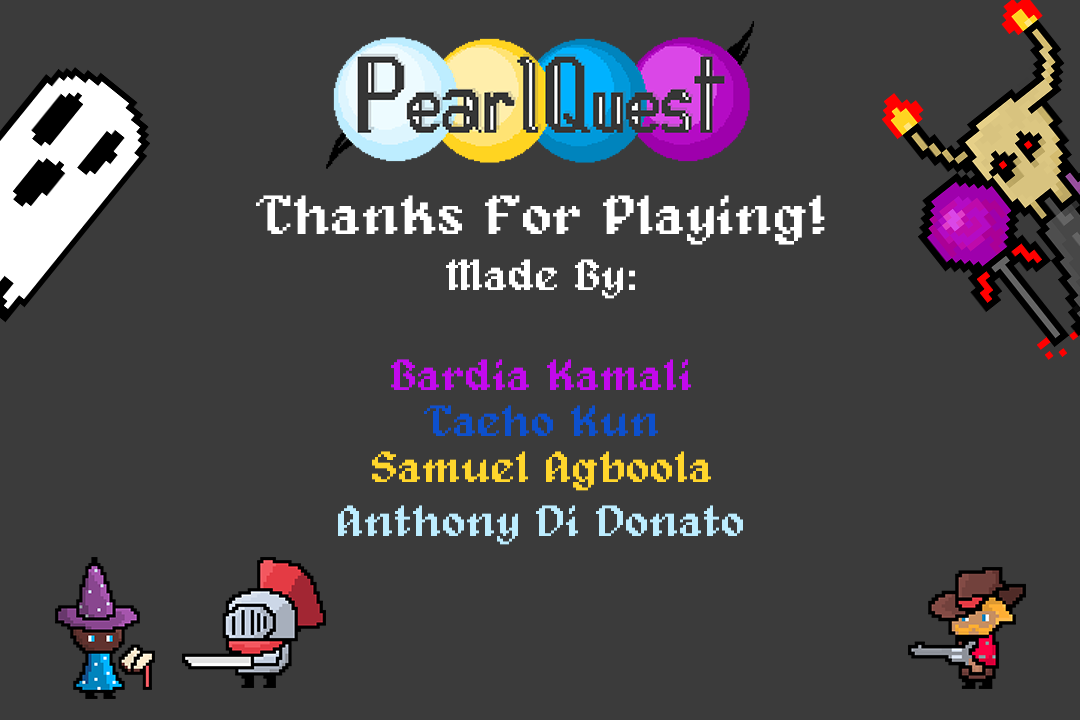 PearlQuest
Thanks For Playing!
Made By:
Bardia Kamali
Taeho Kun
Samuel Agboola
Anthony Di Donato